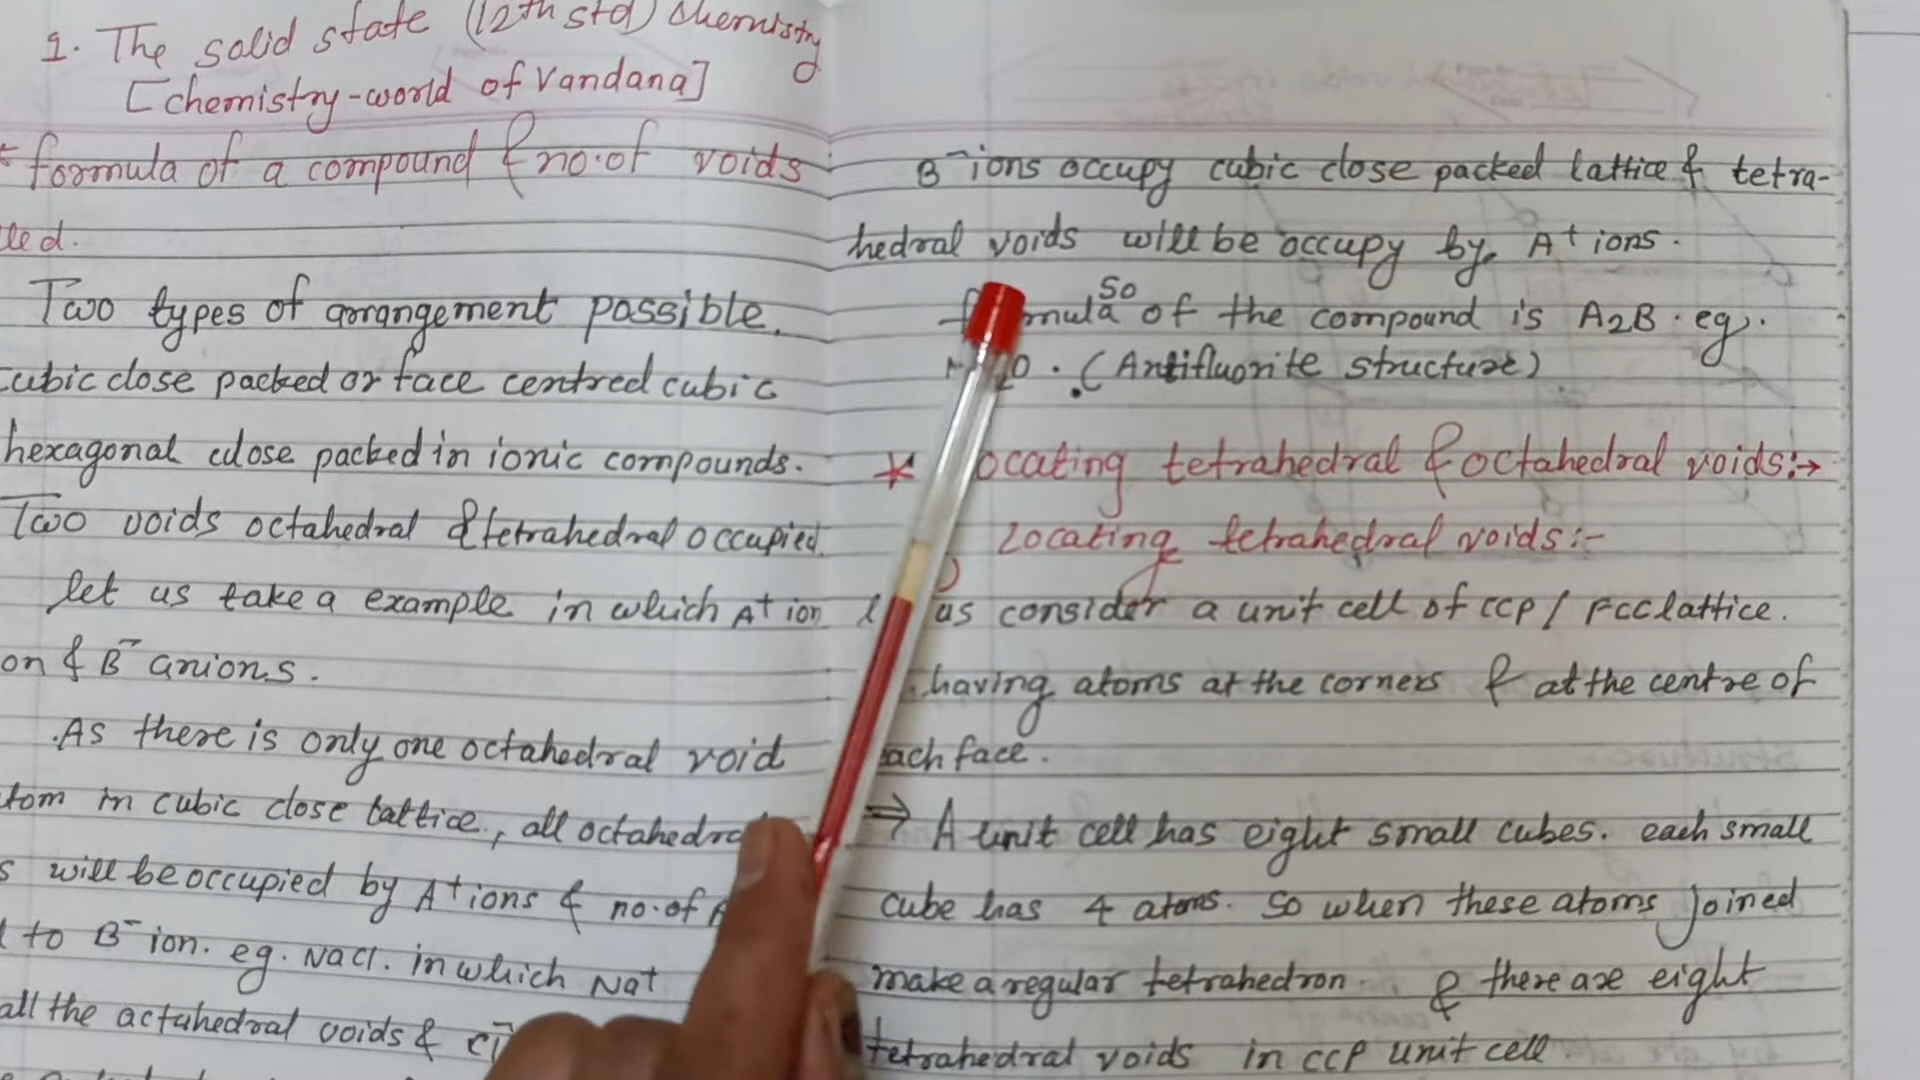 1. The solid state (12th std) chemistry
[chemistry-world of Vandana]
formula of a compound & no.of voids
led.
Two types of arrangement possible.
cubic close packed or face centred cubic
hexagonal close packed in ionic compounds.
Two voids octahedral & tetrahedral occupied
let us take a example in which A+ ion
on & B- anions.
As there is only one octahedral void
tom in cubic close lattice, all octahedra
s will be occupied by A+ ions & no.of
to B- ion. eg. NaCl. in which Na+
all the octahedral voids & Cl-
B- ions occupy cubic close packed lattice & tetra-
hedral voids will be occupy by A+ ions.
so
of the compound is A2B. eg.
O. (Antifluorite structure)
* ocating tetrahedral & octahedral voids:→
Locating tetrahedral voids:-
us consider a unit cell of ccp / Fcc lattice.
having atoms at the corners & at the centre of
ach face.
⇒ A unit cell has eight small cubes. each small
cube has 4 atoms. So when these atoms joined
make a regular tetrahedron. & there are eight
tetrahedral voids in CCP unit cell.